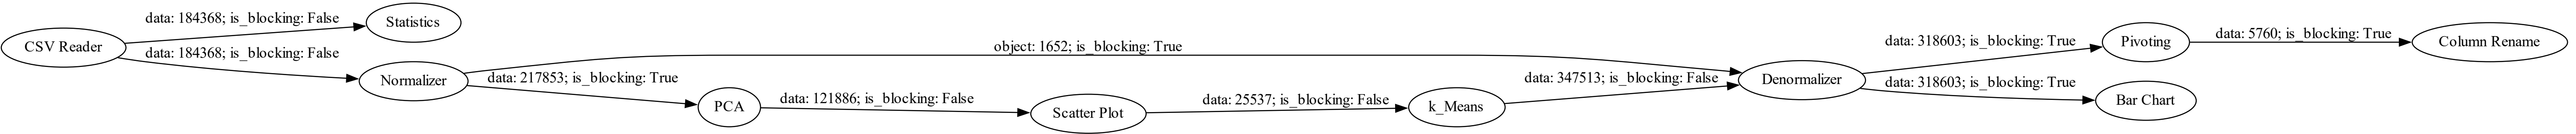 CSV Reader
data: 184368; is_blocking: False
Statistics
data: 184368; is_blocking: False
Normalizer
object: 1652; is_blocking: True
data: 217853; is_blocking: True
PCA
data: 121886; is_blocking: False
Scatter Plot
data: 25537; is_blocking: False
k_Means
data: 347513; is_blocking: False
Denormalizer
data: 318603; is_blocking: True
Pivoting
data: 5760; is_blocking: True
Column Rename
data: 318603; is_blocking: True
Bar Chart